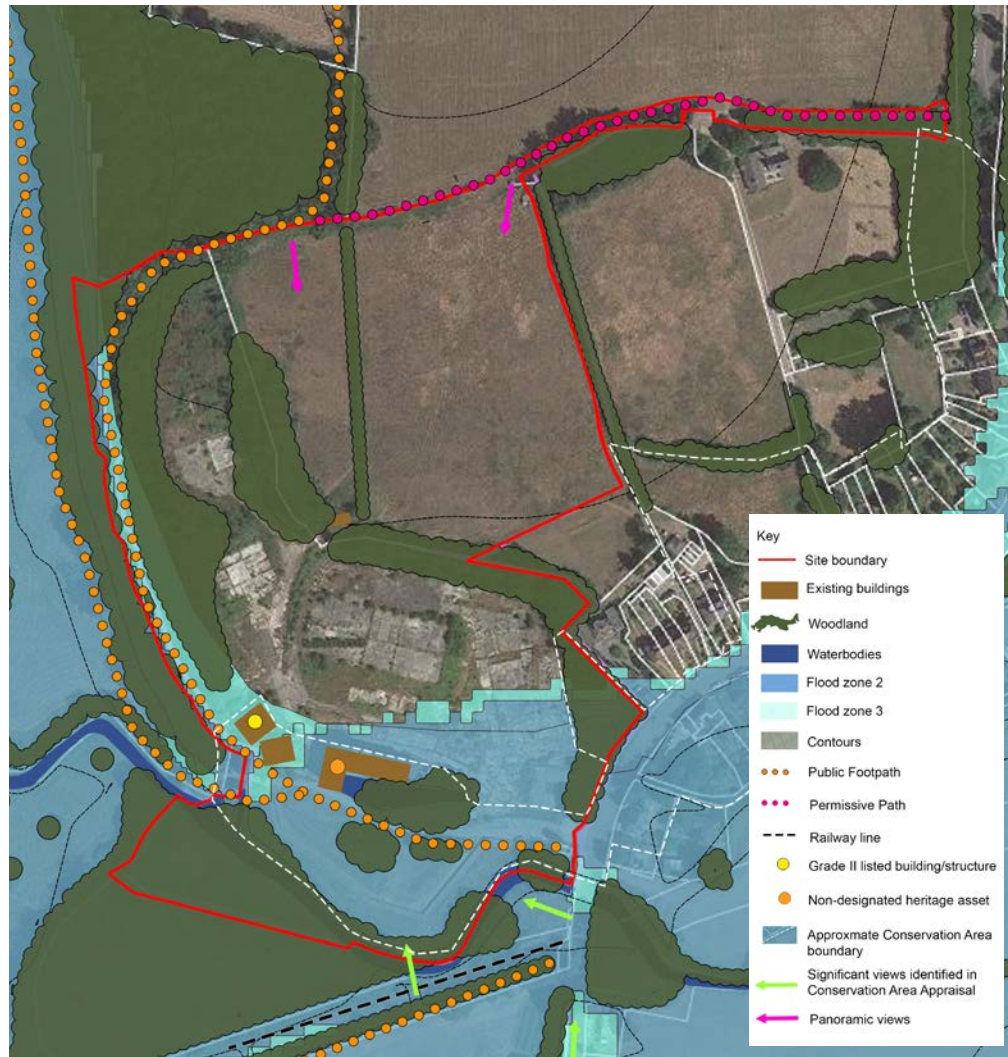 Key
Site boundary
Existing buildings
Woodland
Waterbodies
Flood zone 2
Flood zone 3
Contours
Public Footpath
Permissive Path
Railway line
Grade II listed building/structure
Non-designated heritage asset
Approxmate Conservation Area
boundary
Significant views identified in
Conservation Area Appraisal
Panoramic views